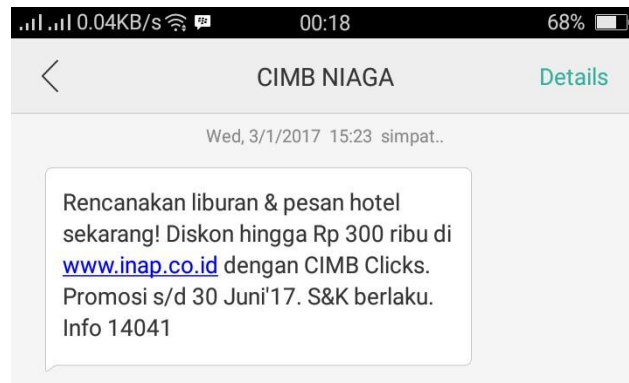 0.04KB/s 00:18 68%
CIMB NIAGA Details
Wed, 3/1/2017 15:23 simpat..
Rencanakan liburan & pesan hotel
sekarang! Diskon hingga Rp 300 ribu di
www.inap.co.id dengan CIMB Clicks.
Promosi s/d 30 Juni'17. S&K berlaku.
Info 14041